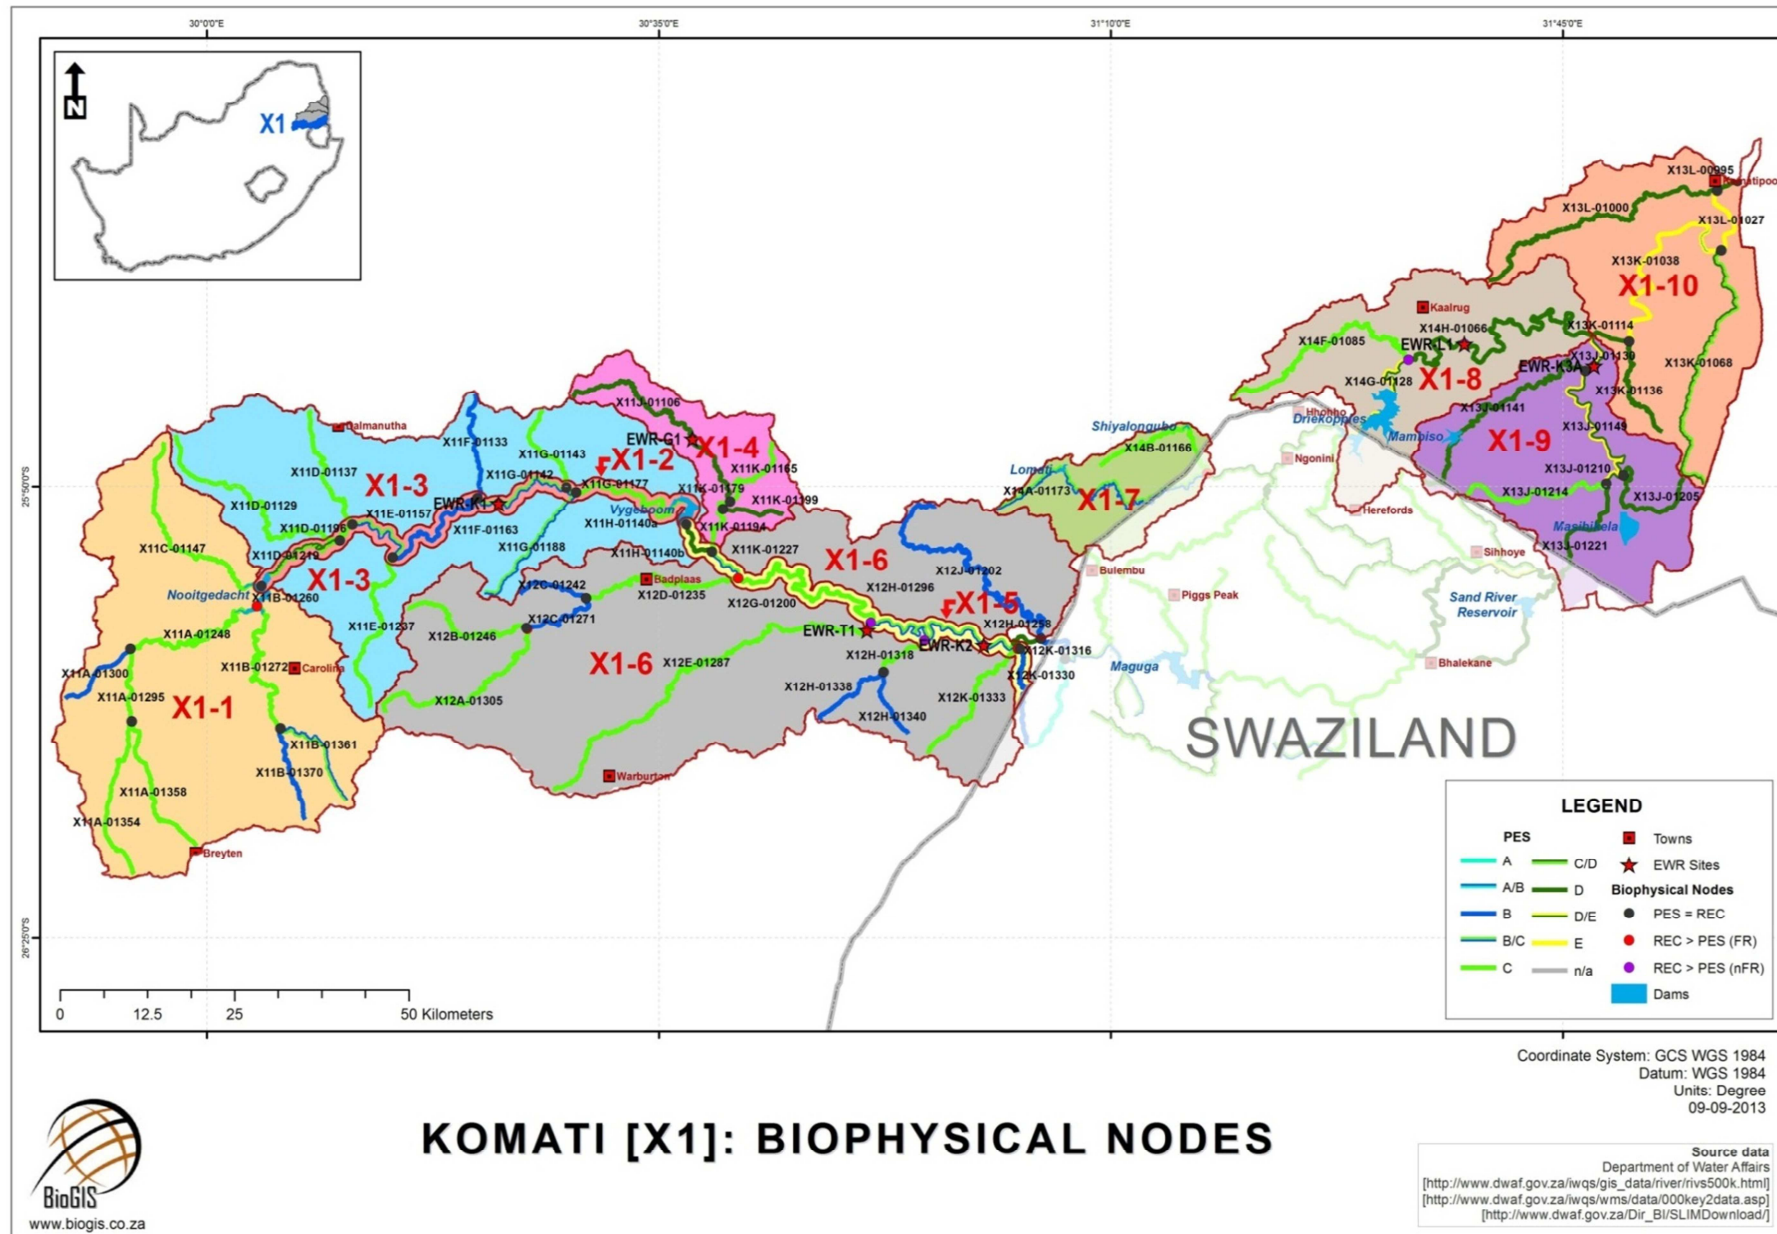 30°0'0"E
30°35'0"E
31°10'0"E
31°45'0"E
25°50'0"S
26°25'0"S
N
X1
X13L-00995
Komatipoo
X13L-01000
X13L-01027
X13K-01038
X1-10
Kaalrug
X14H-01066
X13K-01114
X14F-01085
EWR-L1
X13J-01130
EWR-K3A
X13K-01068
X14G-01128
X1-8
X13K-01136
X11J-01106
X13J-01141
Hhohho
Driekoppies
X13J-01149
Shiyalongubo
Mambiso
X1-9
Dalmanutha
X11F-01133
EWR-G1
X1-4
X14B-01166
X11G-01143
X1-2
Ngonini
X11D-01137
X11G-01142
X11K-01165
Lomati
X13J-01210
X1-3
X11G-01177
X11K-01179
X14A-01173
X13J-01214
X13J-01205
X11D-01129
EWR-K1
X11K-01199
X1-7
Vygeboom
Herefords
X11E-01157
X11H-01140a
X11K-01194
Masibikela
X11D-01196
X11F-01163
X11C-01147
X11G-01188
X11H-01140b
X11K-01227
X1-6
Sihhoye
X13J-01221
X11D-01219
X12J-01202
Bulembu
X1-3
Badplaas
X12H-01296
X12C-01242
X12D-01235
Nooitgedacht
X11B-01260
X12G-01200
X1-5
Piggs Peak
Sand River
Reservoir
X12C-01271
X11E-01237
X12B-01246
X12H-01258
X11A-01248
EWR-T1
EWR-K2
X12K-01316
X11B-01272
Carolina
X1-6
X12E-01287
X12H-01318
Maguga
Bhalekane
X11A-01300
X12K-01330
X12H-01338
X12K-01333
X11A-01295
X12A-01305
X1-1
X12H-01340
SWAZILAND
X11B-01361
X11B-01370
Warburton
X11A-01358
X11A-01354
Breyten
0 12.5 25 50 Kilometers
LEGEND
PES
A
A/B
B
B/C
C
C/D
D
D/E
E
n/a
Towns
EWR Sites
Biophysical Nodes
PES = REC
REC > PES (FR)
REC > PES (nFR)
Dams
Coordinate System: GCS WGS 1984
Datum: WGS 1984
Units: Degree
09-09-2013
KOMATI [X1]: BIOPHYSICAL NODES
BioGIS
www.biogis.co.za
Source data
Department of Water Affairs
[http://www.dwaf.gov.za/iwqs/gis_data/river/rivs500k.html]
[http://www.dwaf.gov.za/iwqs/wms/data/000key2data.asp]
[http://www.dwaf.gov.za/Dir_BI/SLIMDownload/]